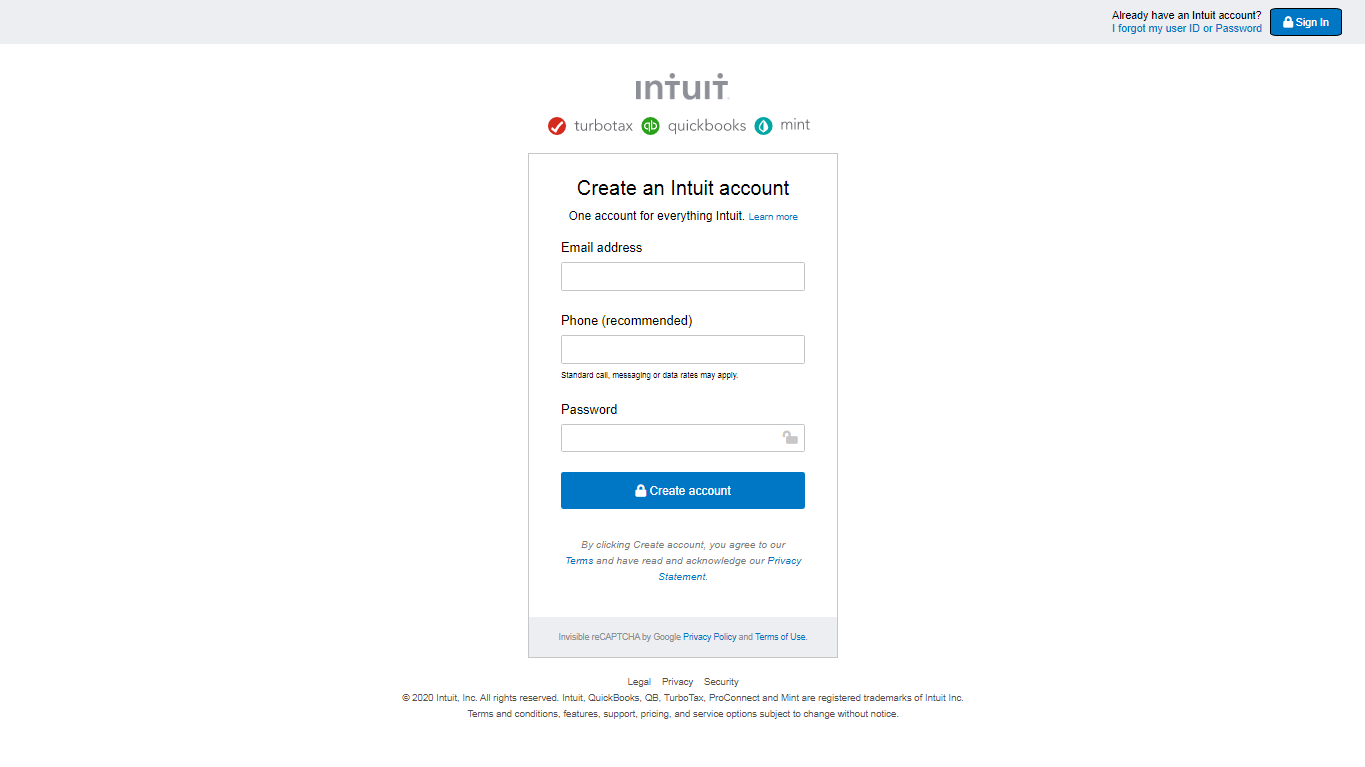 Already have an Intuit account?
I forgot my user ID or Password
Sign In
intuit
turbotax quickbooks mint
Create an Intuit account
One account for everything Intuit. Learn more
Email address
Phone (recommended)
Standard call, messaging or data rates may apply.
Password
Create account
By clicking Create account, you agree to our
Terms and have read and acknowledge our Privacy
Statement.
Invisible reCAPTCHA by Google Privacy Policy and Terms of Use.
Legal Privacy Security
© 2020 Intuit, Inc. All rights reserved. Intuit, QuickBooks, QB, TurboTax, ProConnect and Mint are registered trademarks of Intuit Inc.
Terms and conditions, features, support, pricing, and service options subject to change without notice.